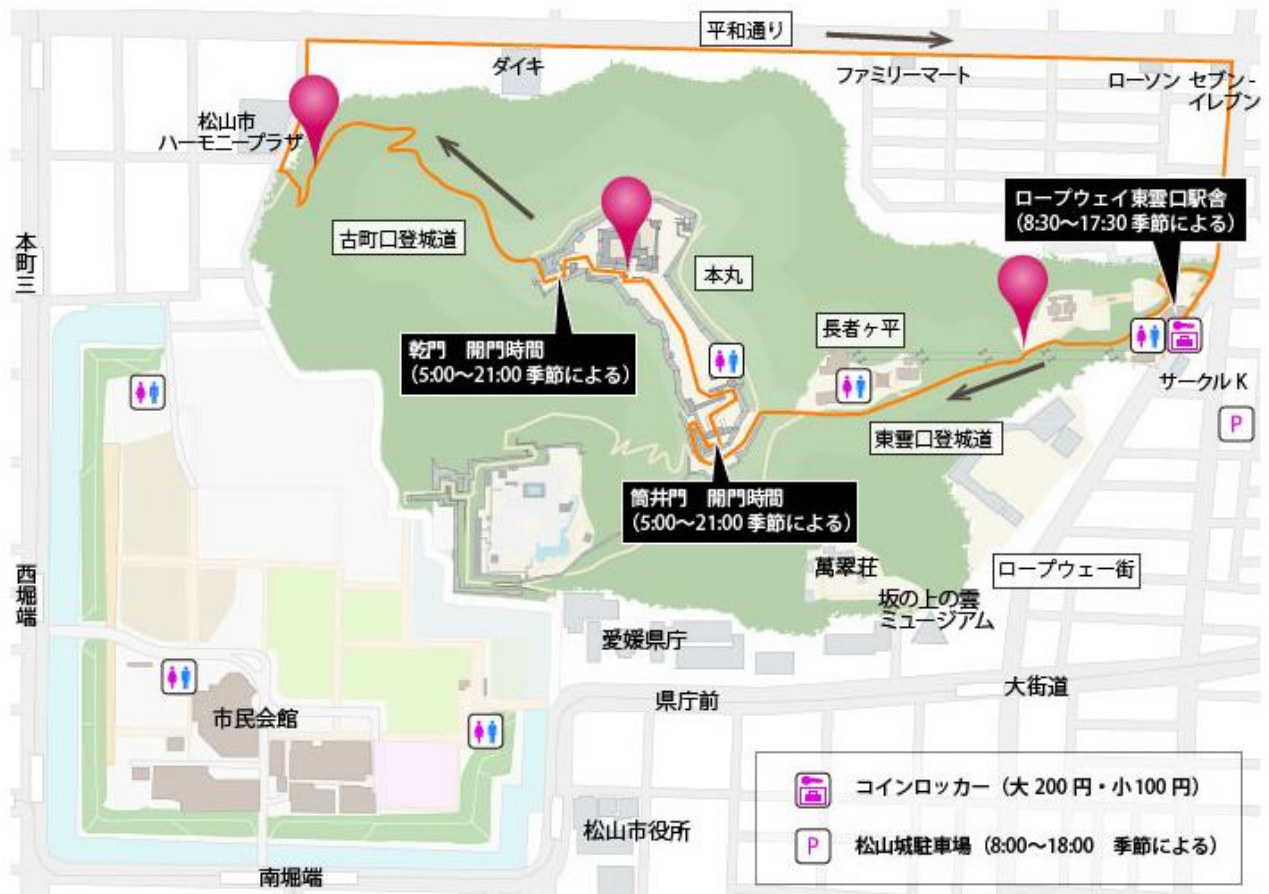 平和通り
ダイキ
ファミリーマート
ローソン
セブン-
イレブン
松山市
ハーモニープラザ
ロープウェイ東雲口駅舎
(8:30～17:30 季節による)
古町口登城道
本丸
本町三
長者ヶ平
乾門 開門時間
(5:00～21:00 季節による)
サークルK
P
東雲口登城道
筒井門 開門時間
(5:00～21:00 季節による)
萬翠荘
ロープウェー街
西堀端
坂の上の雲
ミュージアム
愛媛県庁
大街道
県庁前
市民会館
コインロッカー (大 200 円・小 100 円)
松山市役所
P
松山城駐車場 (8:00～18:00 季節による)
南堀端